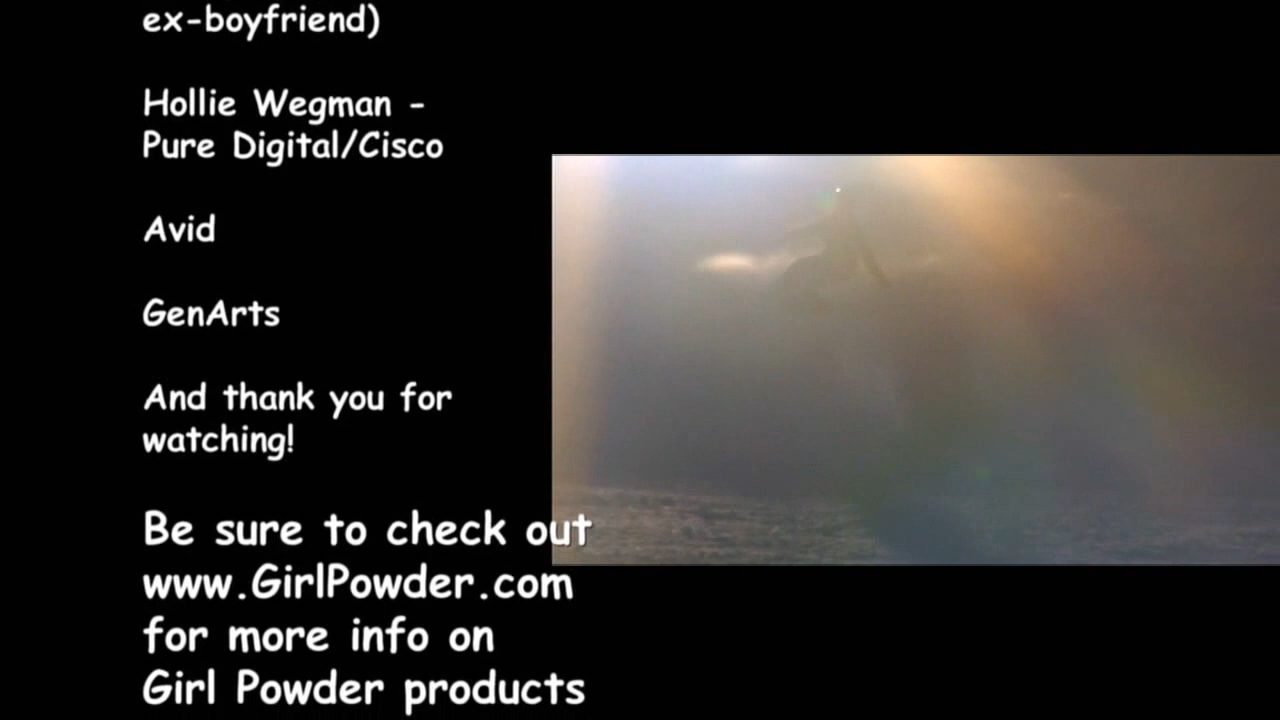 ex-boyfriend)
Hollie Wegman -
Pure Digital/Cisco
Avid
GenArts
And thank you for
watching!
Be sure to check out
www.GirlPowder.com
for more info on
Girl Powder products